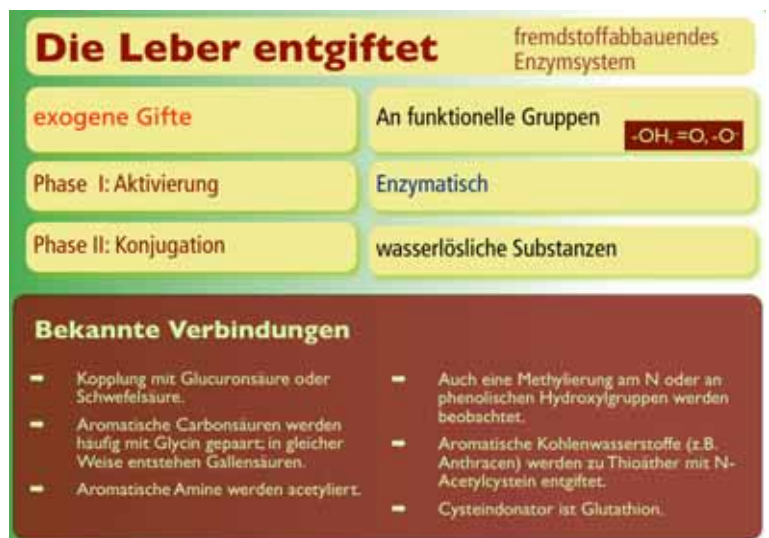 Die Leber entgiftet
fremdstoffabbauendes
Enzymsystem
exogene Gifte
An funktionelle Gruppen
-OH, =O, -O-
Phase I: Aktivierung
Enzymatisch
Phase II: Konjugation
wasserlösliche Substanzen
Bekannte Verbindungen
Kopplung mit Glucuronsäure oder
Schwefelsäure.
Aromatische Carbonsäuren werden
häufig mit Glycin gepaart; in gleicher
Weise entstehen Gallensäuren.
Aromatische Amine werden acetyliert.
Auch eine Methylierung am N oder an
phenolischen Hydroxylgruppen werden
beobachtet.
Aromatische Kohlenwasserstoffe (z.B.
Anthracen) werden zu Thioäther mit N-
Acetylcystein entgiftet.
Cysteindonator ist Glutathion.